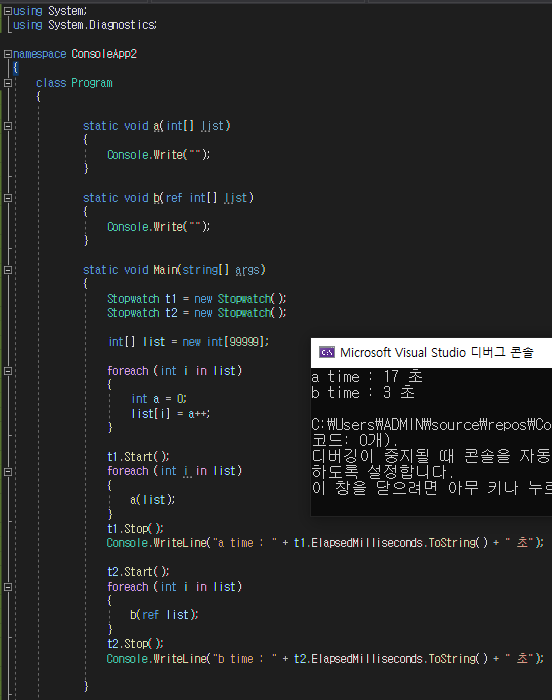 using System;
using System.Diagnostics;
namespace ConsoleApp2
{
class Program
{
static void a(int[] list)
{
Console.Write("");
}
static void b(ref int[] list)
{
Console.Write("");
}
static void Main(string[] args)
{
Stopwatch t1 = new Stopwatch();
Stopwatch t2 = new Stopwatch();
int[] list = new int[99999];
foreach (int i in list)
{
int a = 0;
list[i] = a++;
}
t1.Start();
foreach (int i in list)
{
a(list);
}
t1.Stop();
Console.WriteLine("a time : " + t1.ElapsedMilliseconds.ToString() + " 초");
t2.Start();
foreach (int i in list)
{
b(ref list);
}
t2.Stop();
Console.WriteLine("b time : " + t2.ElapsedMilliseconds.ToString() + " 초");
}
Microsoft Visual Studio 디버그 콘솔
a time : 17 초
b time : 3 초
C:₩Users₩ADMIN₩source₩repos₩Co
코드: 0개).
디버깅이 중지될 때 콘솔을 자동
하도록 설정합니다.
이 창을 닫으려면 아무 키나 누르